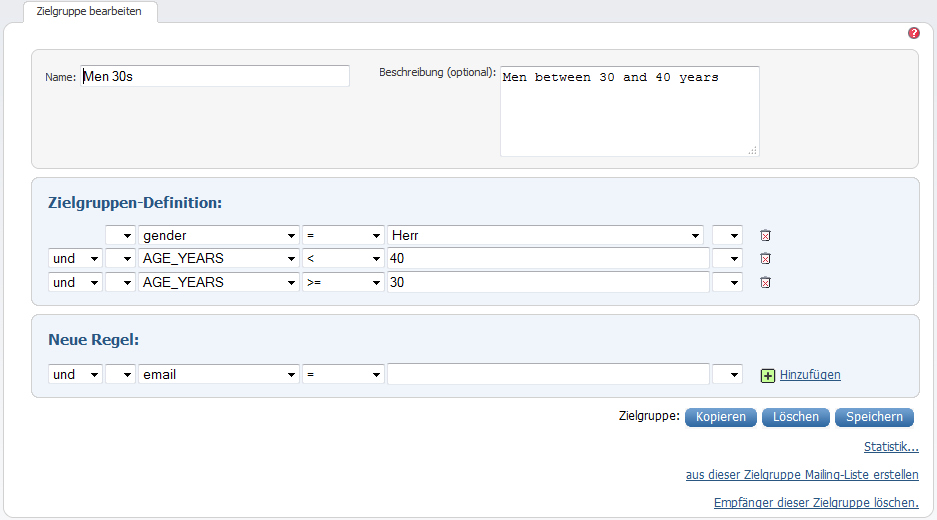 Zielgruppe bearbeiten
?
Name: Men 30s
Beschreibung (optional): Men between 30 and 40 years
Zielgruppen-Definition:
gender = Herr
und AGE_YEARS < 40
und AGE_YEARS >= 30
Neue Regel:
und email = Hinzufügen
Zielgruppe: Kopieren Löschen Speichern
Statistik...
aus dieser Zielgruppe Mailing-Liste erstellen
Empfänger dieser Zielgruppe löschen.